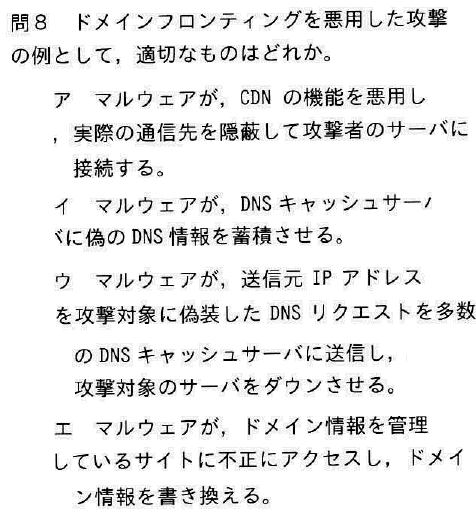 問8 ドメインフロンティングを悪用した攻撃
の例として，適切なものはどれか。
ア マルウェアが，CDN の機能を悪用し
，実際の通信先を隠蔽して攻撃者のサーバに
接続する。
イ マルウェアが，DNS キャッシュサーバ
に偽の DNS 情報を蓄積させる。
ウ マルウェアが，送信元 IP アドレス
を攻撃対象に偽装した DNS リクエストを多数
の DNS キャッシュサーバに送信し，
攻撃対象のサーバをダウンさせる。
エ マルウェアが，ドメイン情報を管理
しているサイトに不正にアクセスし，ドメイ
ン情報を書き換える。